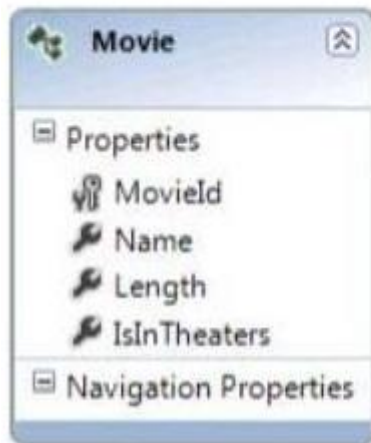 Movie
Properties
MovieId
Name
Length
IsInTheaters
Navigation Properties